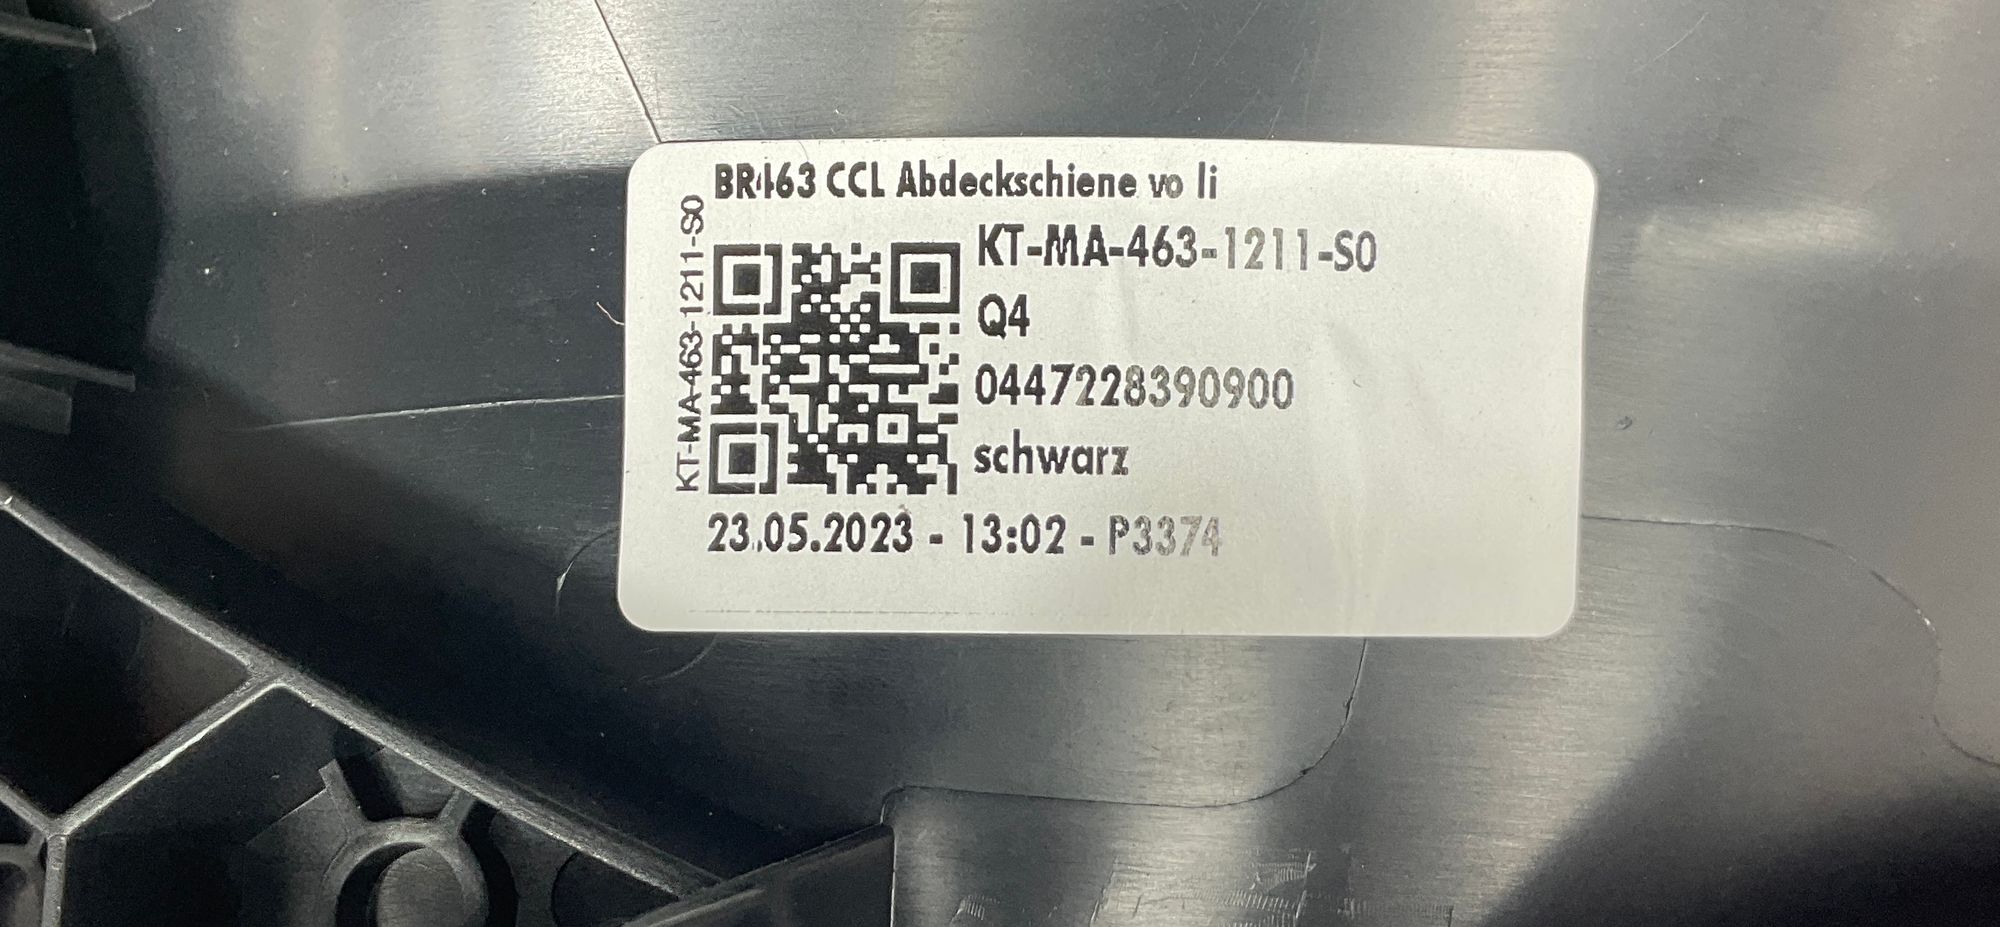 BR463 CCL Abdeckschiene vo li
KT-MA-463-1211-S0
KT-MA-463-1211-S0
Q4
0447228390900
schwarz
23.05.2023 - 13:02 - P3374